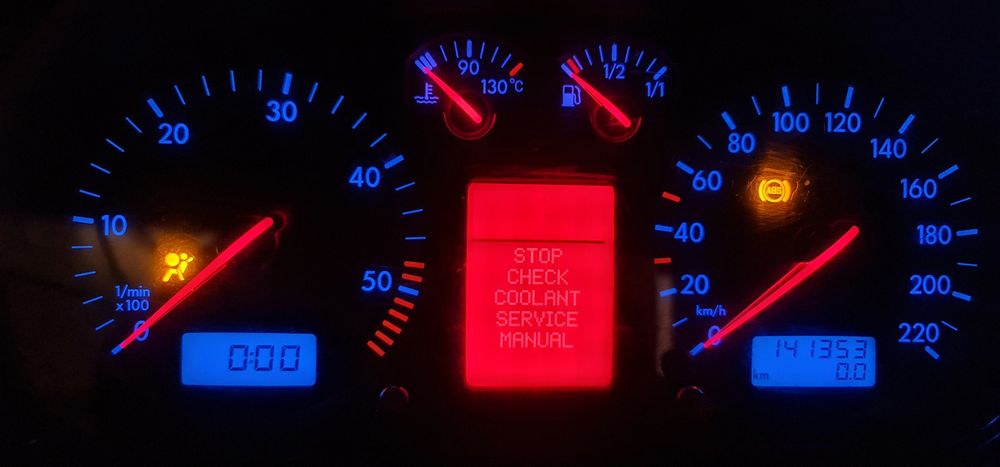 90
130°C
1/2
1/1
10
20
30
40
50
1/min
x100
0
0:00
STOP
CHECK
COOLANT
SERVICE
MANUAL
ABS
0
20
40
60
80
100
120
140
160
180
200
220
km/h
141353
km
0.0